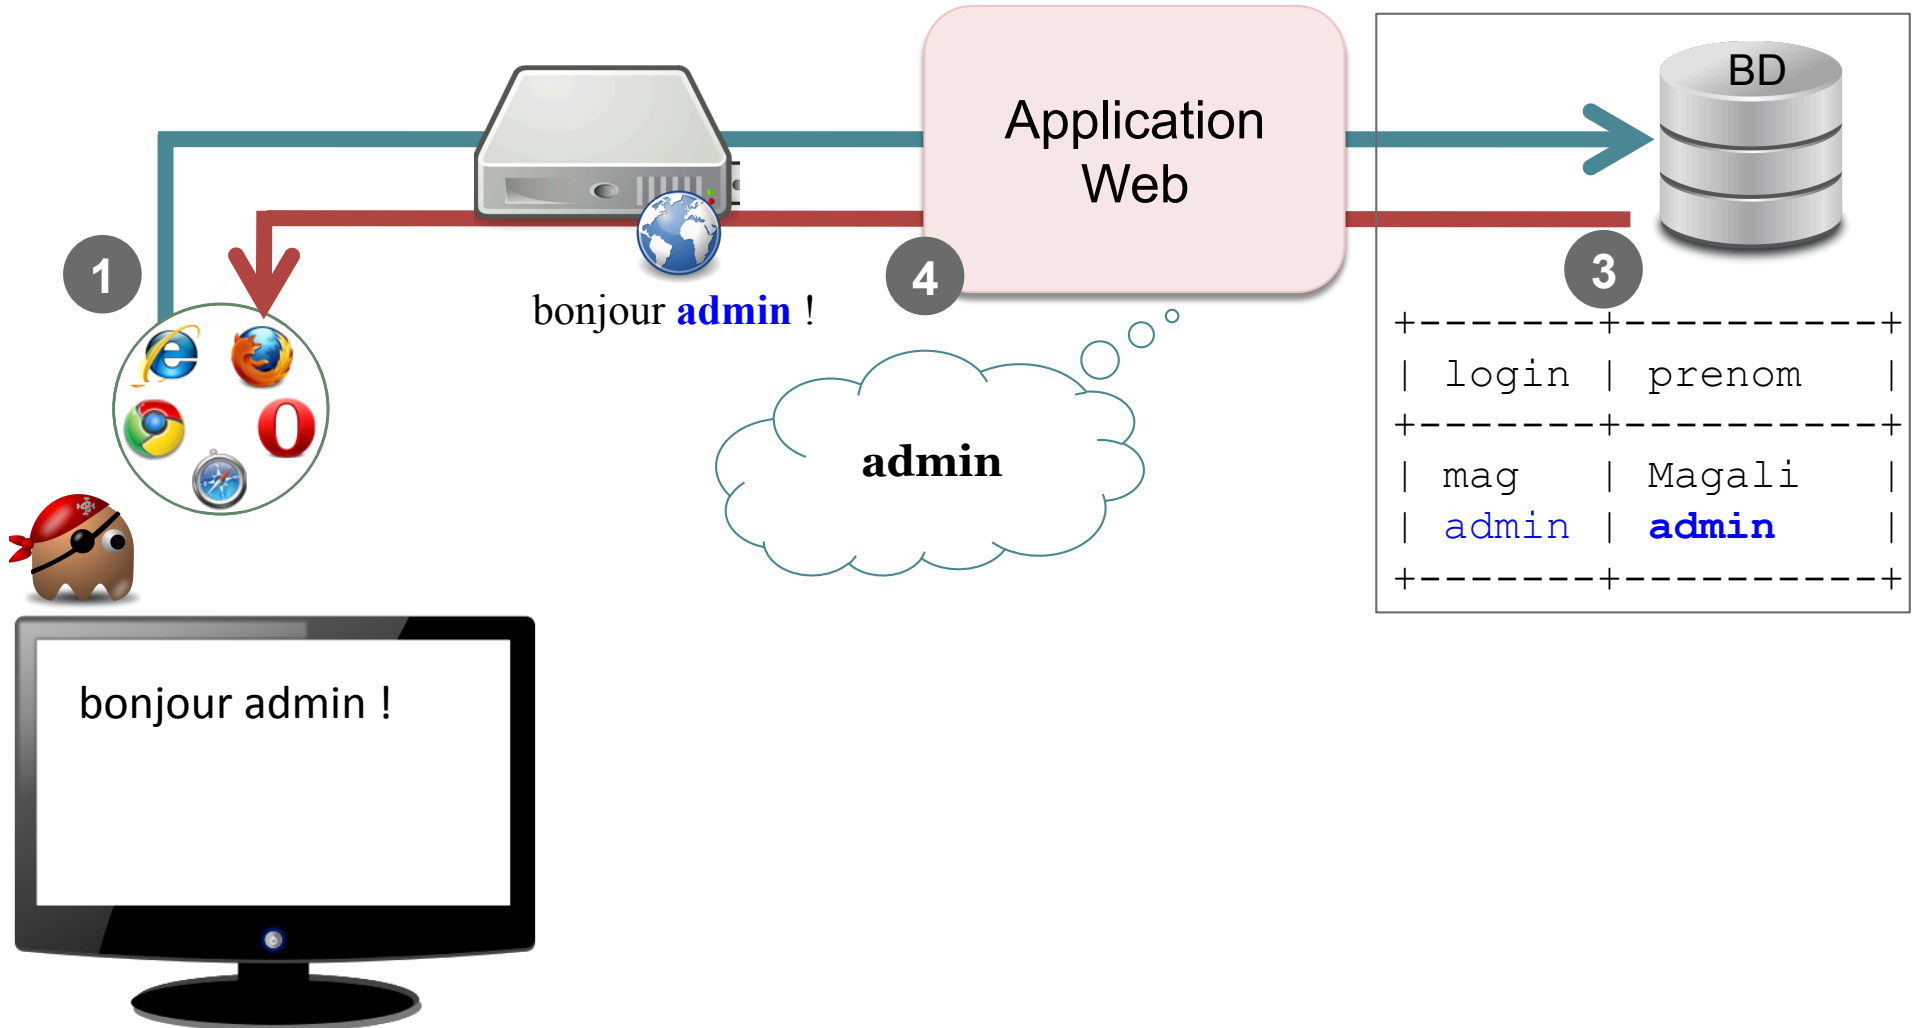 BD
Application
Web
1
4
3
bonjour admin !
+-------+----------+
| login | prenom |
+-------+----------+
| mag | Magali |
| admin | admin |
+-------+----------+
admin
bonjour admin !